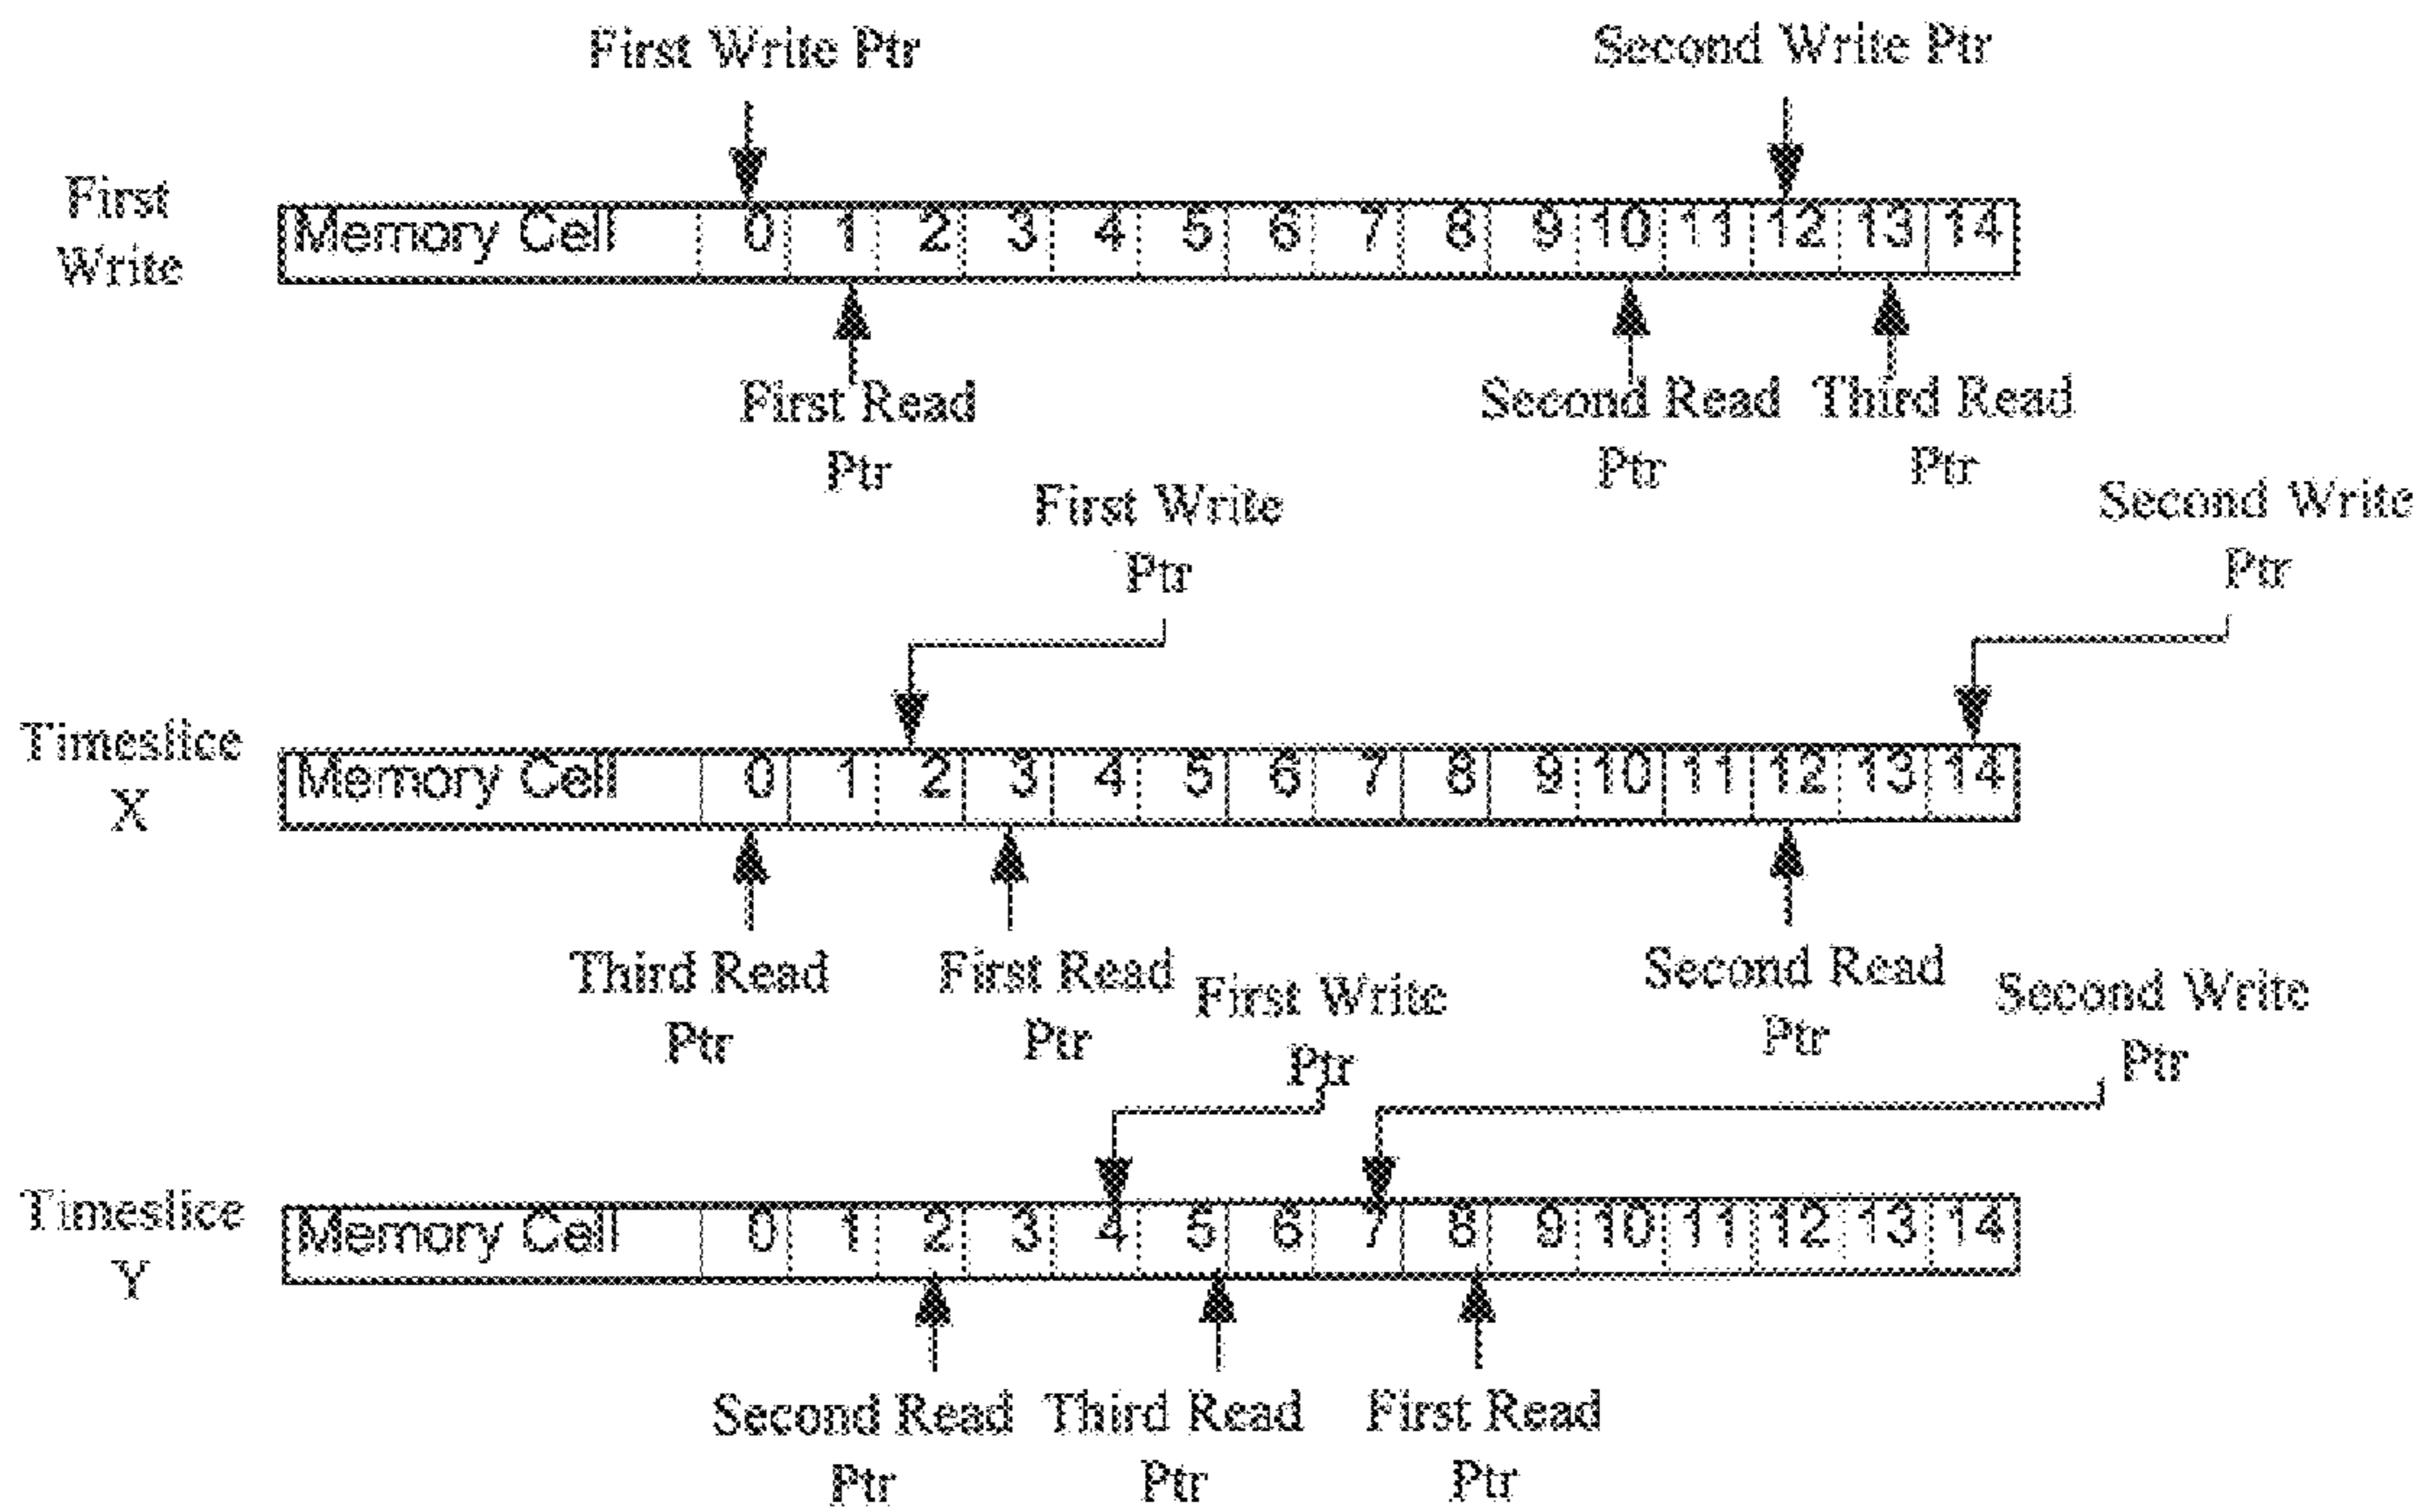 First Write Ptr
Second Write Ptr
First
Write
Memory Cell 0 1 2 3 4 5 6 7 8 9 10 11 12 13 14
First Read
Ptr
Second Read
Ptr
Third Read
Ptr
First Write
Ptr
Second Write
Ptr
Timeslice
X
Memory Cell 0 1 2 3 4 5 6 7 8 9 10 11 12 13 14
Third Read
Ptr
First Read
Ptr
Second Read
Ptr
First Write
Ptr
Second Write
Ptr
Timeslice
Y
Memory Cell 0 1 2 3 4 5 6 7 8 9 10 11 12 13 14
Second Read
Ptr
Third Read
Ptr
First Read
Ptr